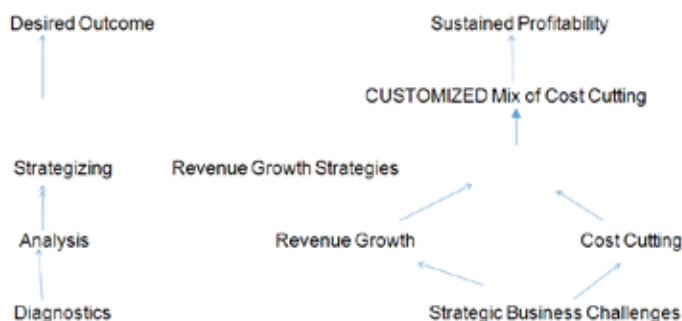 Desired Outcome Sustained Profitability
CUSTOMIZED Mix of Cost Cutting
Strategizing Revenue Growth Strategies
Analysis Revenue Growth Cost Cutting
Diagnostics Strategic Business Challenges